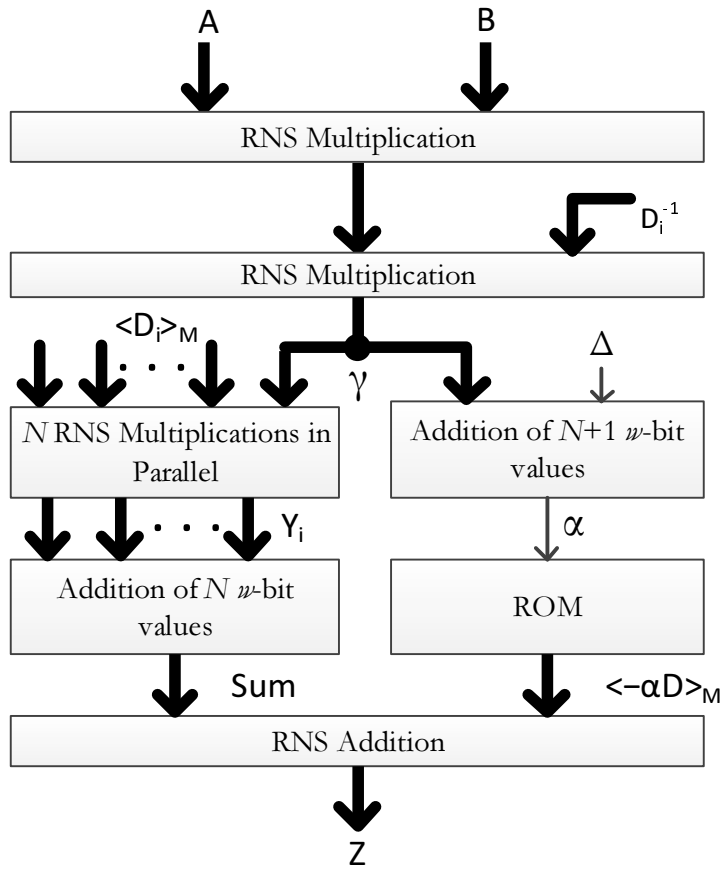 A B
RNS Multiplication
D_i^-1
RNS Multiplication
<D_i>_M
. . .
γ
Δ
N RNS Multiplications in
Parallel
Addition of N+1 w-bit
values
. . .
Y_i
α
Addition of N w-bit
values
ROM
Sum
<−αD>_M
RNS Addition
Z